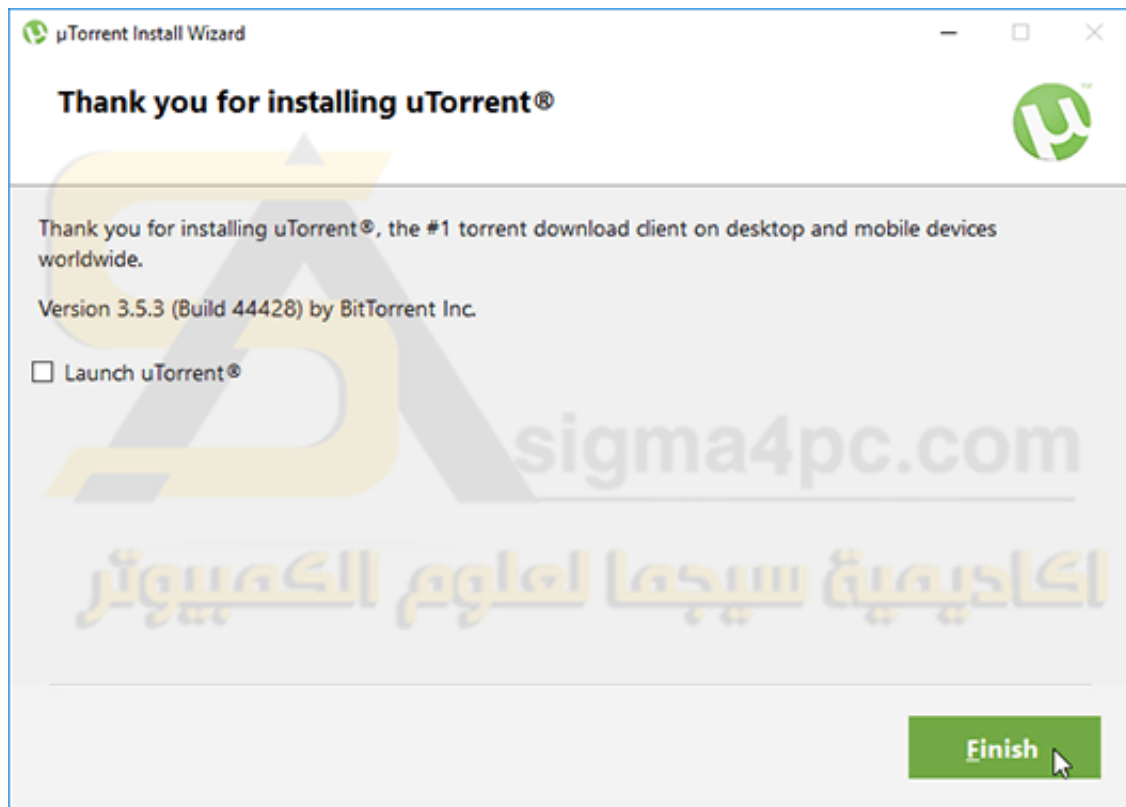 µTorrent Install Wizard
Thank you for installing uTorrent®
Thank you for installing uTorrent®, the #1 torrent download client on desktop and mobile devices
worldwide.
Version 3.5.3 (Build 44428) by BitTorrent Inc.
Launch uTorrent®
sigma4pc.com
اكاديمية سيجما لعلوم الكمبيوتر
Finish